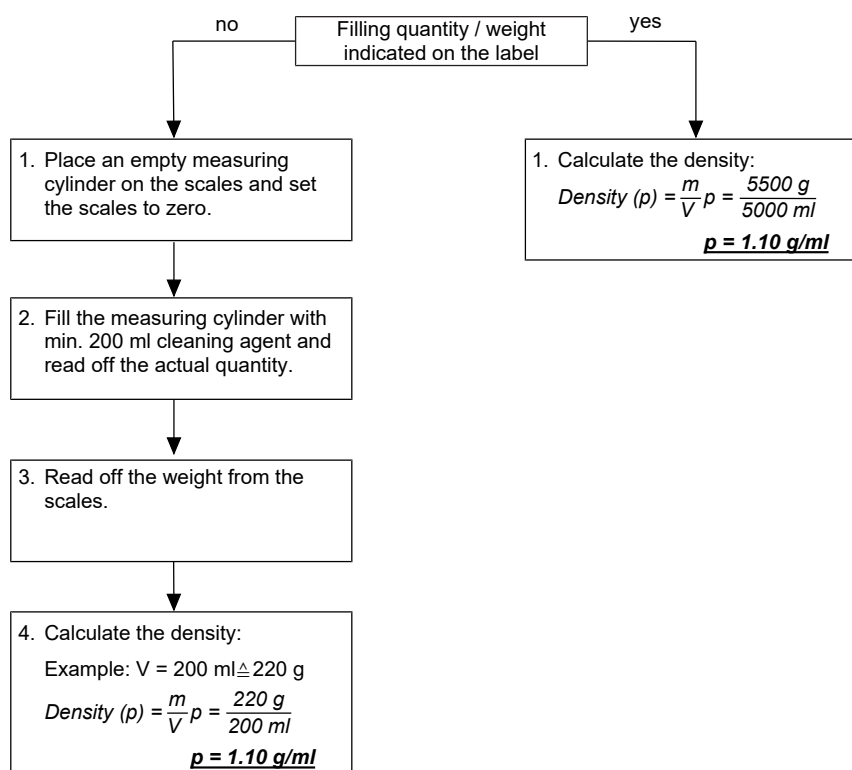 Filling quantity / weight
indicated on the label
no
yes
1. Place an empty measuring
cylinder on the scales and set
the scales to zero.
2. Fill the measuring cylinder with
min. 200 ml cleaning agent and
read off the actual quantity.
3. Read off the weight from the
scales.
4. Calculate the density:
Example: V = 200 ml≙220 g
Density (p) = m/V p = 220 g/200 ml
p = 1.10 g/ml
1. Calculate the density:
Density (p) = m/V p = 5500 g/5000 ml
p = 1.10 g/ml